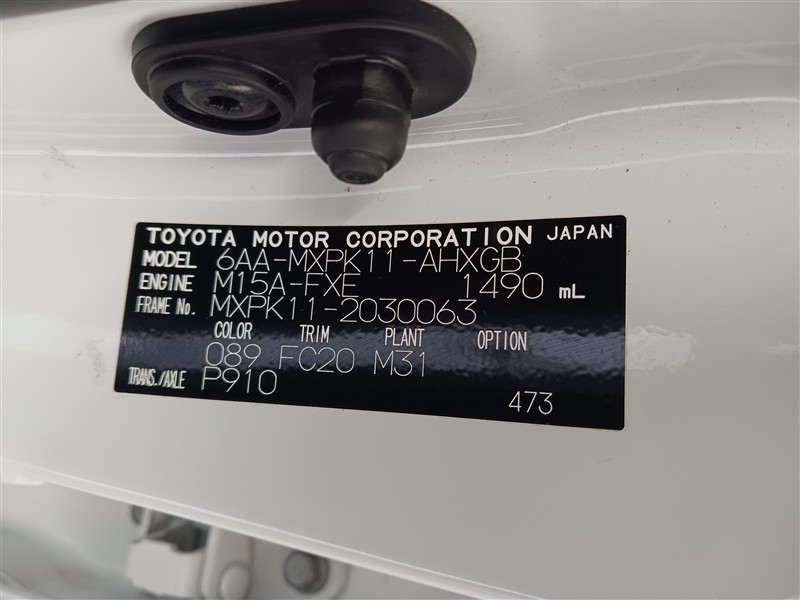 TOYOTA MOTOR CORPORATION JAPAN
MODEL 6AA-MXPK11-AHXGB
ENGINE M15A-FXE 1490 mL
FRAME No. MXPK11-2030063
COLOR TRIM PLANT OPTION
089 FC20 M31
TRANS./AXLE P910
473